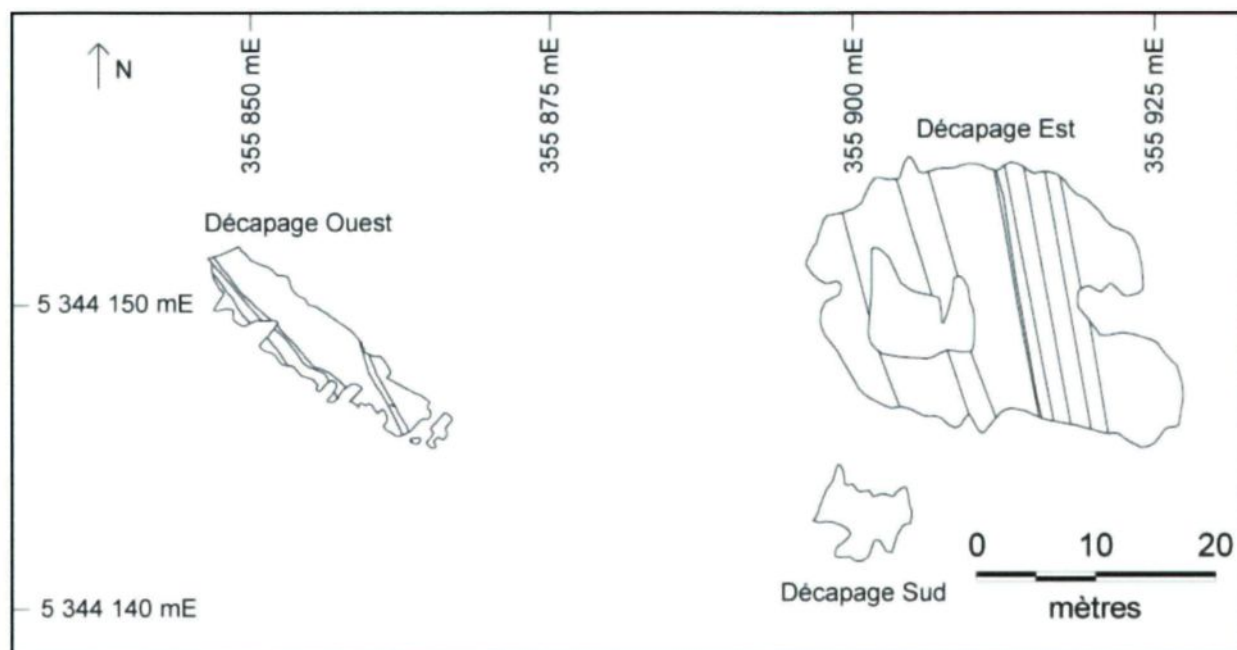 N
355 850 mE
355 875 mE
355 900 mE
355 925 mE
Décapage Est
Décapage Ouest
5 344 150 mE
0 10 20
Décapage Sud
mètres
5 344 140 mE